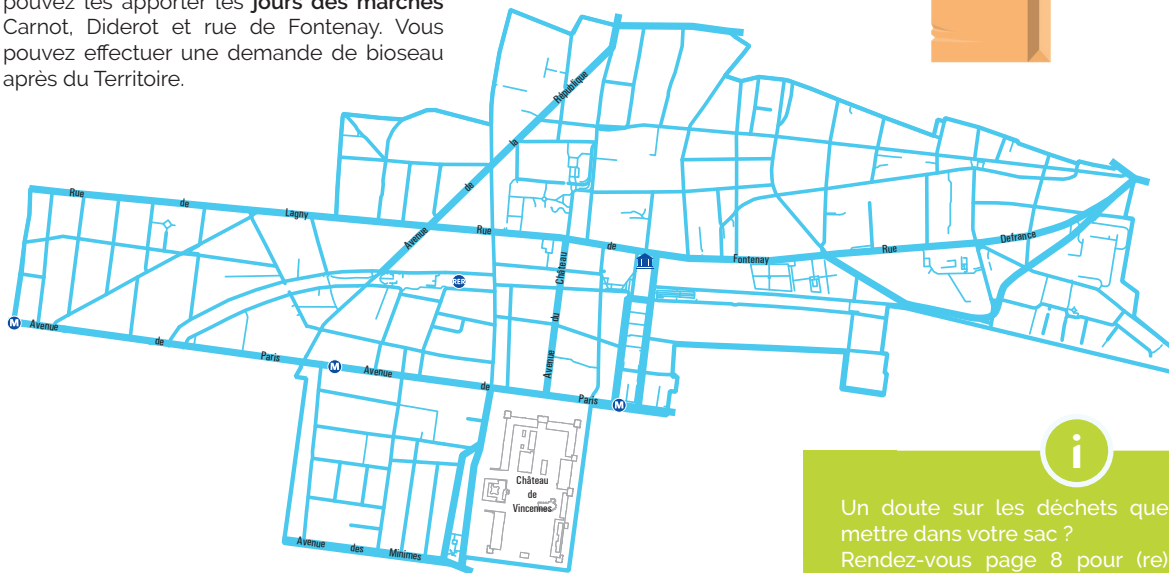 pouvez les apporter les jours des marchés
Carnot, Diderot et rue de Fontenay. Vous
pouvez effectuer une demande de bioseau
après du Territoire.
Avenue de la République
Rue de Lagny
Rue de Fontenay
Rue Defrance
Avenue du Château
RER
M
Avenue de Paris
M
Avenue de Paris
M
Château
de
Vincennes
Avenue des Minimes
i
Un doute sur les déchets que
mettre dans votre sac ?
Rendez-vous page 8 pour (re)